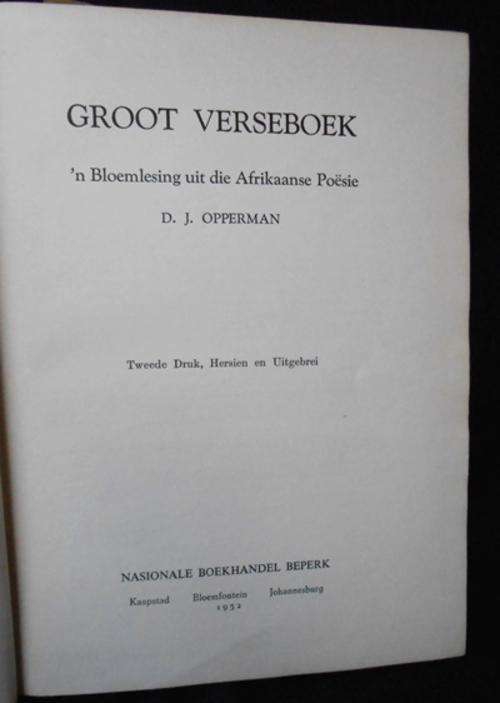 GROOT VERSEBOEK
'n Bloemlesing uit die Afrikaanse Poësie
D. J. OPPERMAN
Tweede Druk, Hersien en Uitgebrei
NASIONALE BOEKHANDEL BEPERK
Kaapstad Bloemfontein Johannesburg
1952